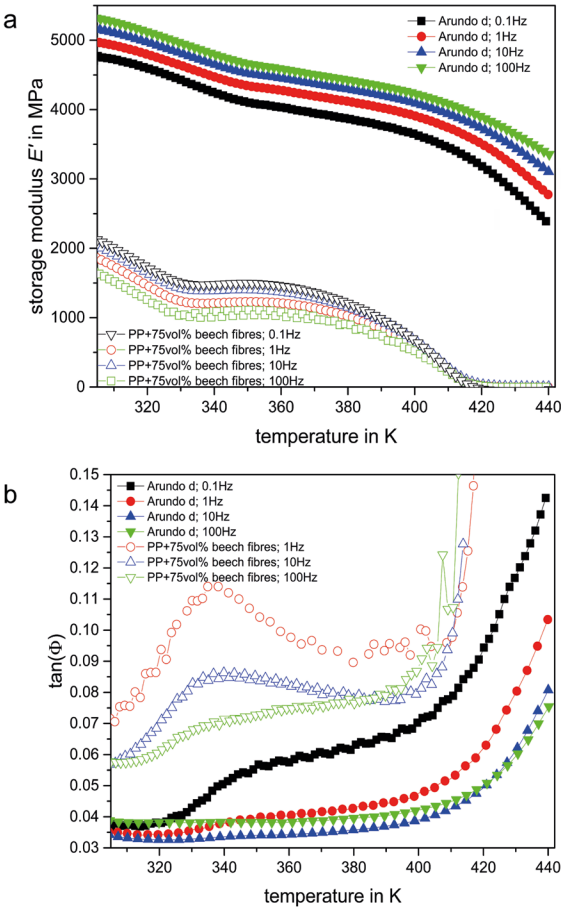 a
Arundo d; 0.1Hz
Arundo d; 1Hz
Arundo d; 10Hz
Arundo d; 100Hz
5000
4000
3000
2000
1000
0
storage modulus E′ in MPa
PP+75vol% beech fibres; 0.1Hz
PP+75vol% beech fibres; 1Hz
PP+75vol% beech fibres; 10Hz
PP+75vol% beech fibres; 100Hz
320 340 360 380 400 420 440
temperature in K
b
Arundo d; 0.1Hz
Arundo d; 1Hz
Arundo d; 10Hz
Arundo d; 100Hz
PP+75vol% beech fibres; 1Hz
PP+75vol% beech fibres; 10Hz
PP+75vol% beech fibres; 100Hz
0.15
0.14
0.13
0.12
0.11
0.10
0.09
0.08
0.07
0.06
0.05
0.04
0.03
tan(Φ)
320 340 360 380 400 420 440
temperature in K